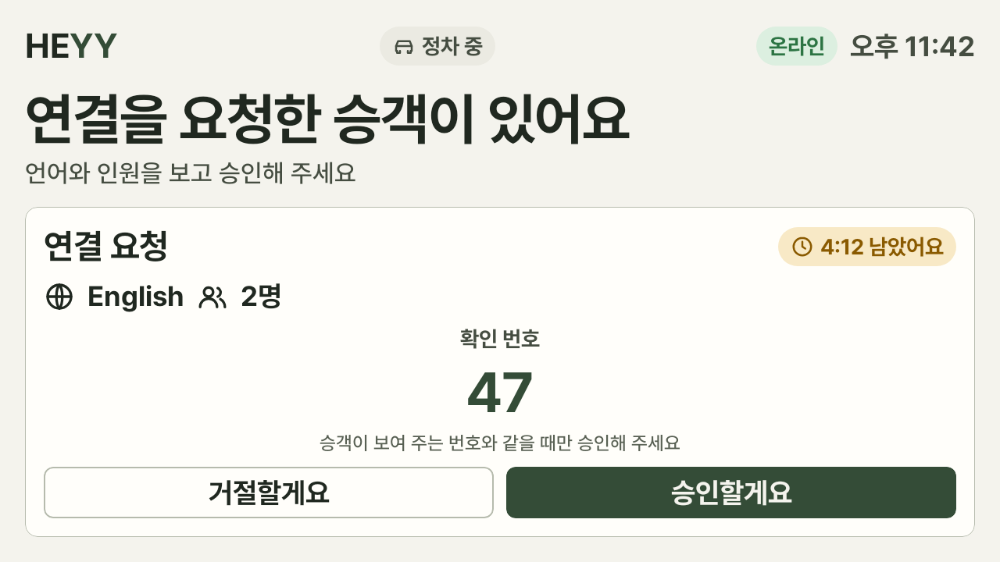 HEYY
정차 중
온라인
오후 11:42
연결을 요청한 승객이 있어요
언어와 인원을 보고 승인해 주세요
연결 요청
4:12 남았어요
English
2명
확인 번호
47
승객이 보여 주는 번호와 같을 때만 승인해 주세요
거절할게요
승인할게요